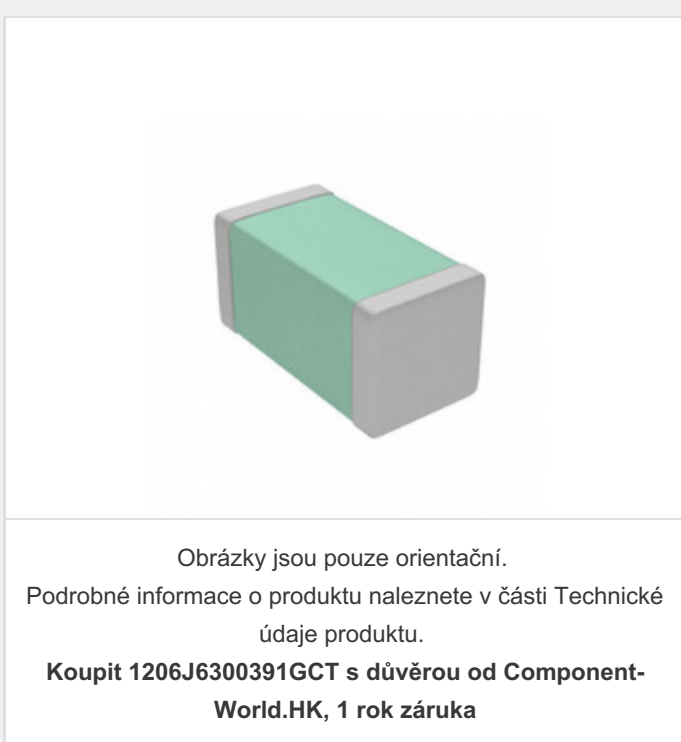 Obrázky jsou pouze orientační.
Podrobné informace o produktu naleznete v části Technické
údaje produktu.
Koupit 1206J6300391GCT s důvěrou od Component-
World.HK, 1 rok záruka